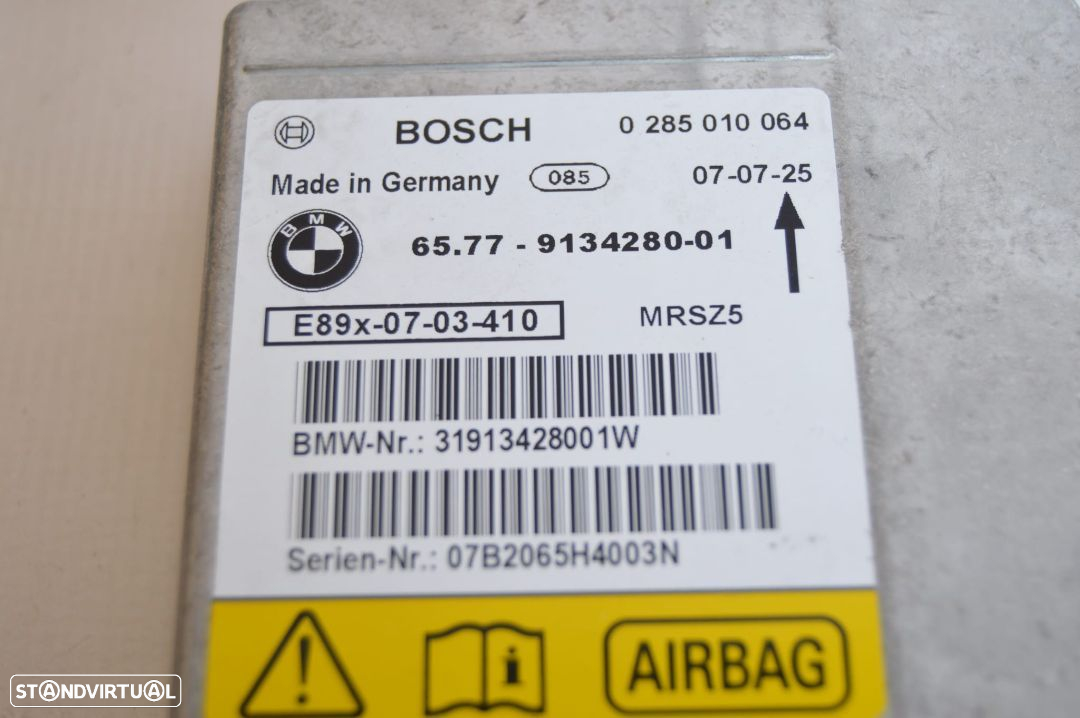 BOSCH 0 285 010 064
Made in Germany 085 07-07-25
BMW
65.77 - 9134280-01
E89x-07-03-410 MRSZ5
BMW-Nr.: 31913428001W
Serien-Nr.: 07B2065H4003N
! i AIRBAG
STANDVIRTUAL